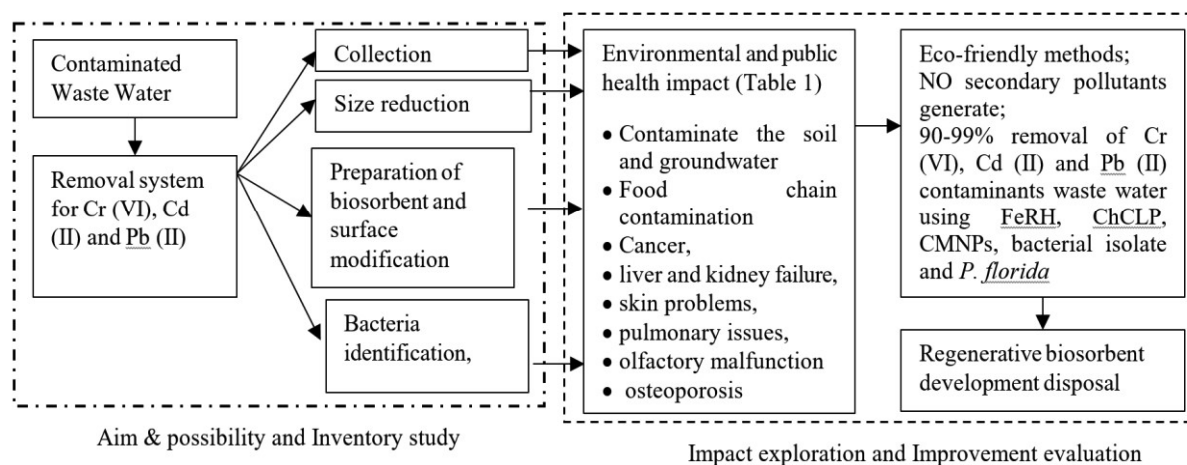 Contaminated
Waste Water
Removal system
for Cr (VI), Cd
(II) and Pb (II)
Collection
Size reduction
Preparation of
biosorbent and
surface
modification
Bacteria
identification,
Environmental and public
health impact (Table 1)
• Contaminate the soil
and groundwater
• Food chain
contamination
• Cancer,
• liver and kidney failure,
• skin problems,
• pulmonary issues,
• olfactory malfunction
• osteoporosis
Eco-friendly methods;
NO secondary pollutants
generate;
90-99% removal of Cr
(VI), Cd (II) and Pb (II)
contaminants waste water
using FeRH, ChCLP,
CMNPs, bacterial isolate
and P. florida
Regenerative biosorbent
development disposal
Aim & possibility and Inventory study
Impact exploration and Improvement evaluation